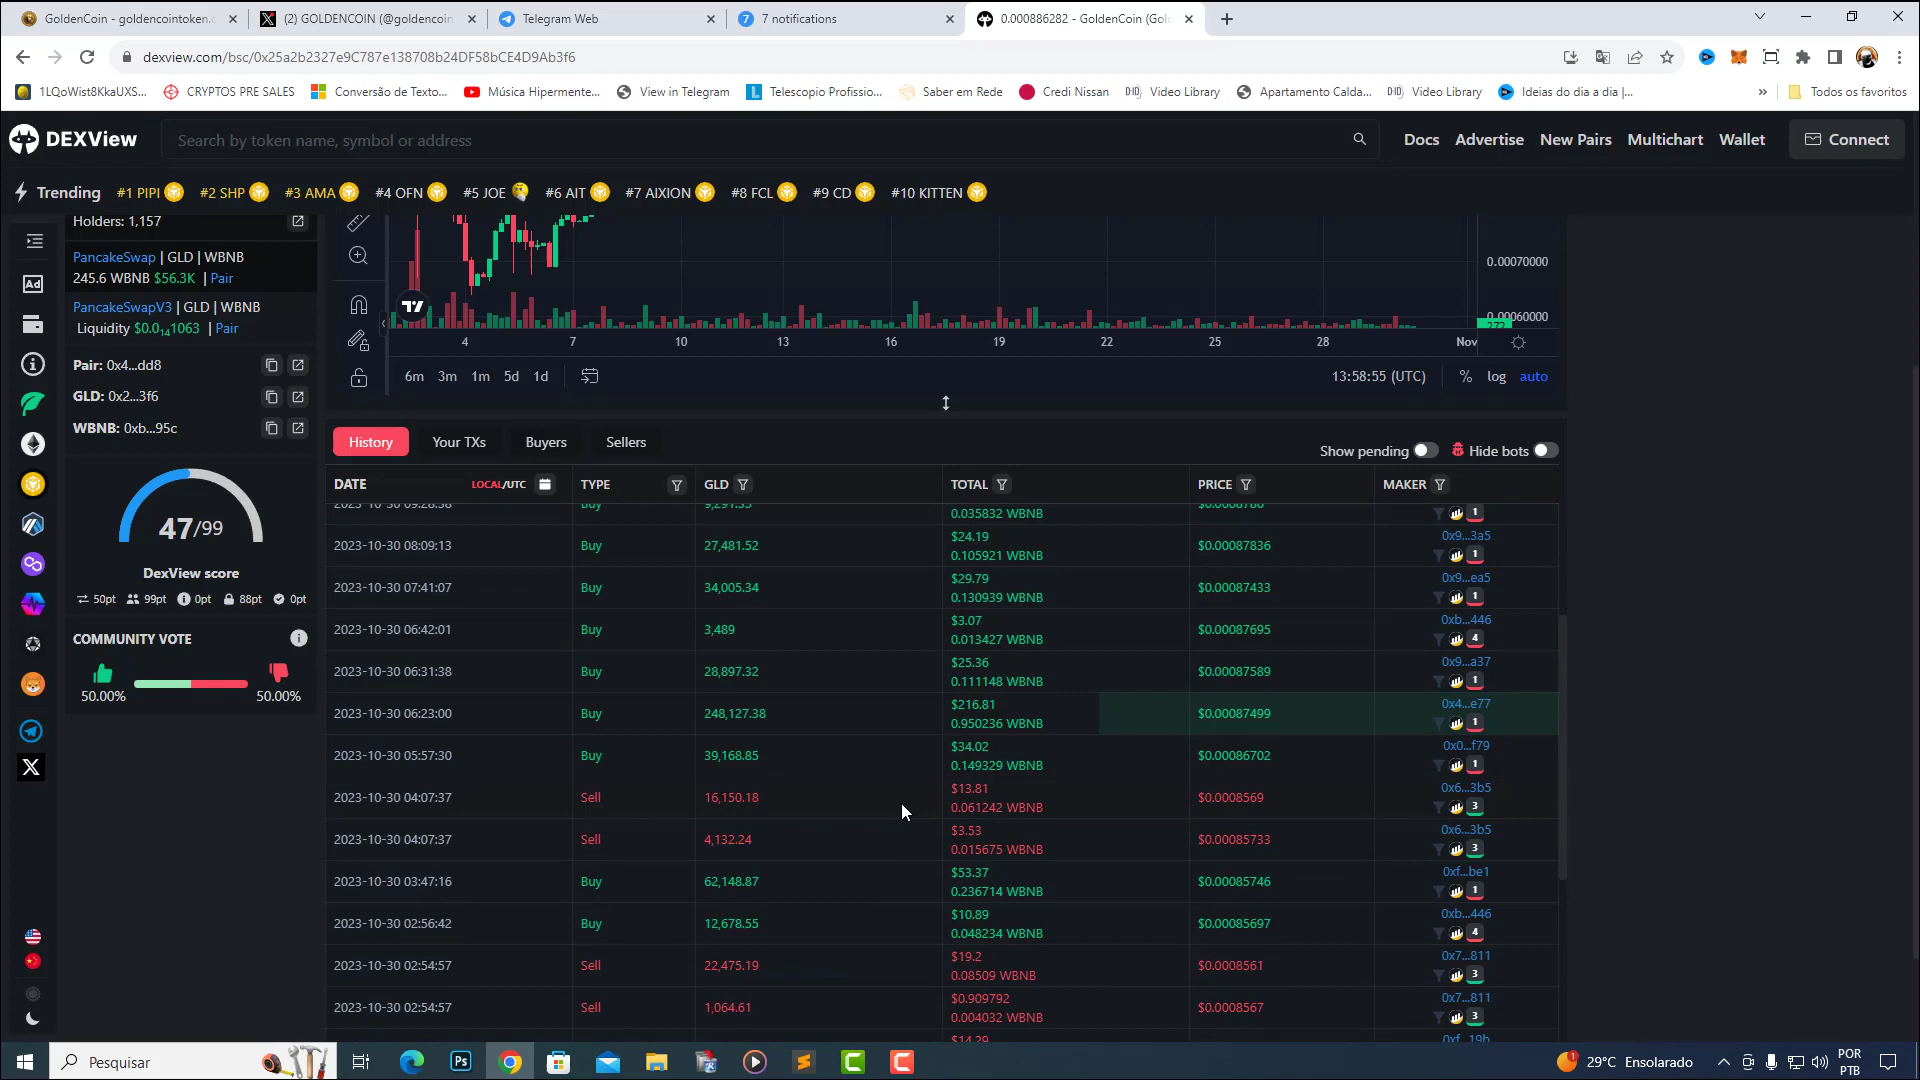 GoldenCoin - goldencointoken.
(2) GOLDENCOIN (@goldencoin
Telegram Web
7 notifications
0.000886282 - GoldenCoin (Gol
dexview.com/bsc/0x25a2b2327e9C787e138708b24DF58bCE4D9Ab3f6
1LQoWist8KkaUXS...
CRYPTOS PRE SALES
Conversão de Texto...
Música Hipermente...
View in Telegram
Telescopio Profissio...
Saber em Rede
Credi Nissan
Video Library
Apartamento Calda...
Video Library
Ideias do dia a dia |...
»
Todos os favoritos
DEXView
Search by token name, symbol or address
Docs
Advertise
New Pairs
Multichart
Wallet
Connect
Trending
#1 PIPI
#2 SHP
#3 AMA
#4 OFN
#5 JOE
#6 AIT
#7 AIXION
#8 FCL
#9 CD
#10 KITTEN
Holders: 1,157
PancakeSwap | GLD | WBNB
245.6 WBNB $56.3K | Pair
PancakeSwapV3 | GLD | WBNB
Liquidity $0.0₁₄1063 | Pair
Pair: 0x4...dd8
GLD: 0x2...3f6
WBNB: 0xb...95c
47/99
DexView score
50pt 99pt 0pt 88pt 0pt
COMMUNITY VOTE
50.00% 50.00%
Ad
0.00070000
0.00060000
4 7 10 13 16 19 22 25 28 Nov
6m 3m 1m 5d 1d
13:58:55 (UTC) % log auto
History Your TXs Buyers Sellers
Show pending Hide bots
DATE LOCAL/UTC TYPE GLD TOTAL PRICE MAKER
0.035832 WBNB 1
2023-10-30 08:09:13 Buy 27,481.52 $24.19 0.105921 WBNB $0.00087836 0x9...3a5 1
2023-10-30 07:41:07 Buy 34,005.34 $29.79 0.130939 WBNB $0.00087433 0x9...ea5 1
2023-10-30 06:42:01 Buy 3,489 $3.07 0.013427 WBNB $0.00087695 0xb...446 4
2023-10-30 06:31:38 Buy 28,897.32 $25.36 0.111148 WBNB $0.00087589 0x9...a37 1
2023-10-30 06:23:00 Buy 248,127.38 $216.81 0.950236 WBNB $0.00087499 0x4...e77 1
2023-10-30 05:57:30 Buy 39,168.85 $34.02 0.149329 WBNB $0.00086702 0x0...f79 1
2023-10-30 04:07:37 Sell 16,150.18 $13.81 0.061242 WBNB $0.0008569 0x6...3b5 3
2023-10-30 04:07:37 Sell 4,132.24 $3.53 0.015675 WBNB $0.00085733 0x6...3b5 3
2023-10-30 03:47:16 Buy 62,148.87 $53.37 0.236714 WBNB $0.00085746 0xf...be1 1
2023-10-30 02:56:42 Buy 12,678.55 $10.89 0.048234 WBNB $0.00085697 0xb...446 4
2023-10-30 02:54:57 Sell 22,475.19 $19.2 0.08509 WBNB $0.0008561 0x7...811 3
2023-10-30 02:54:57 Sell 1,064.61 $0.909792 0.004032 WBNB $0.0008567 0x7...811 3
Pesquisar
Ps
1
29°C Ensolarado
POR
PTB